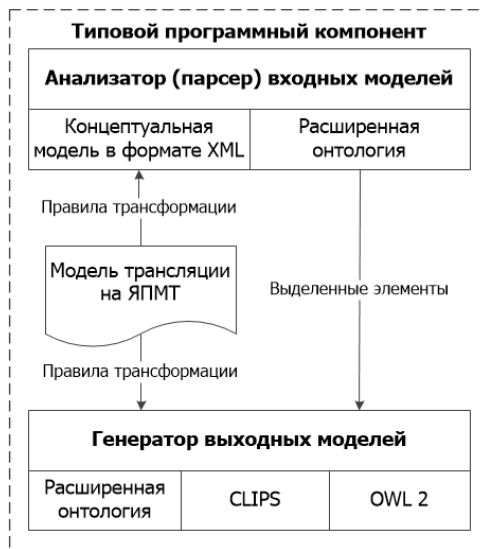 Типовой программный компонент
Анализатор (парсер) входных моделей
Концептуальная
модель в формате XML
Расширенная
онтология
Правила трансформации
Модель трансляции
на ЯПМТ
Выделенные элементы
Правила трансформации
Генератор выходных моделей
Расширенная
онтология
CLIPS
OWL 2